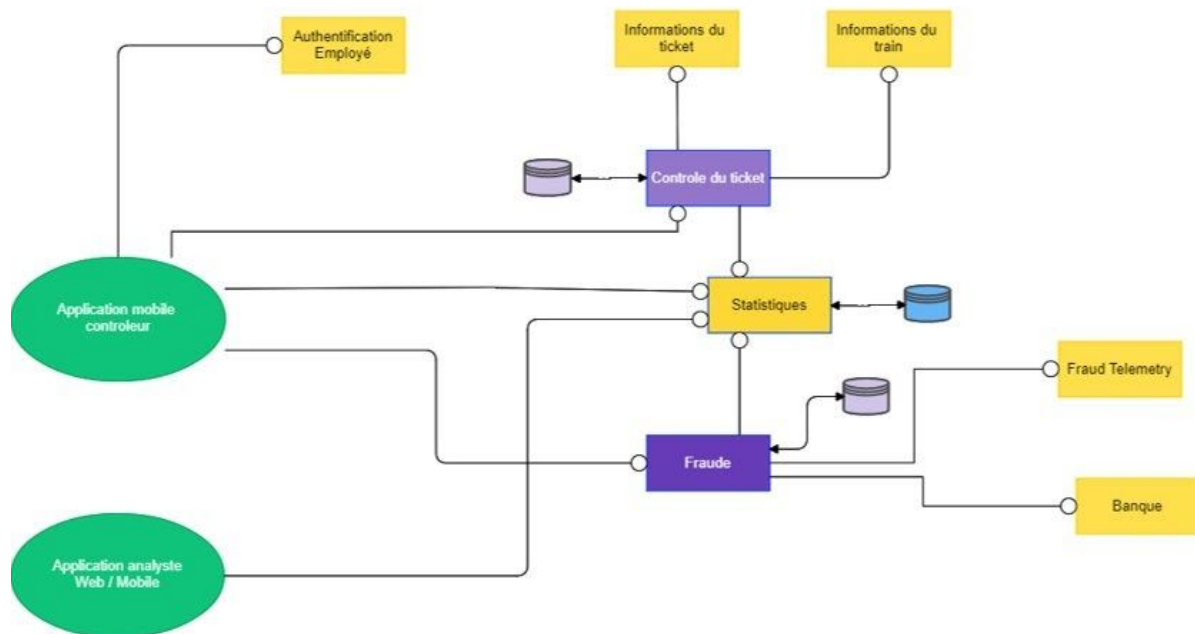 Authentification
Employé
Informations du
ticket
Informations du
train
Controle du ticket
Application mobile
controleur
Statistiques
Fraud Telemetry
Fraude
Banque
Application analyste
Web / Mobile